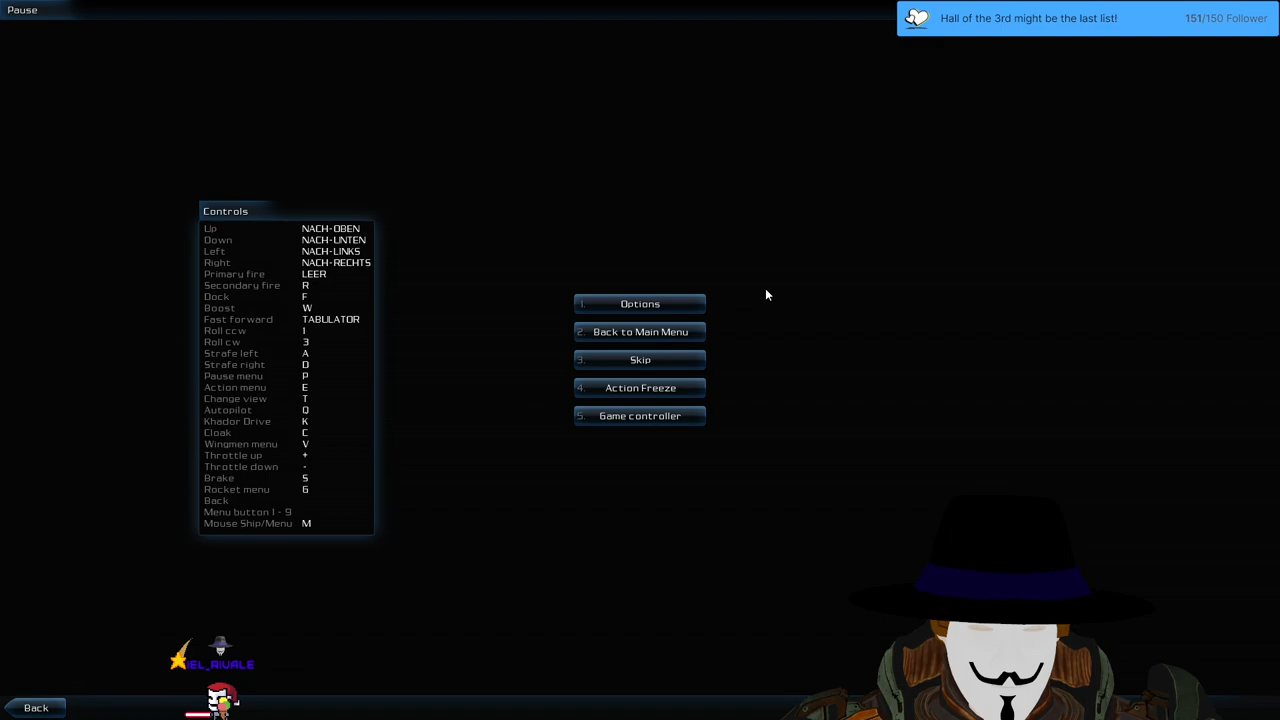 Pause
Hall of the 3rd might be the last list! 151/150 Follower
Controls
Up NACH-OBEN
Down NACH-UNTEN
Left NACH-LINKS
Right NACH-RECHTS
Primary fire LEER
Secondary fire R
Dock F
Boost W
Fast forward TABULATOR
Roll ccw 1
Roll cw 3
Strafe left A
Strafe right D
Pause menu P
Action menu E
Change view T
Autopilot Q
Khador Drive K
Cloak C
Wingmen menu V
Throttle up +
Throttle down -
Brake S
Rocket menu G
Back
Menu button 1 - 9
Mouse Ship/Menu M
1. Options
2. Back to Main Menu
3. Skip
4. Action Freeze
5. Game controller
EL_RIVALE
Back